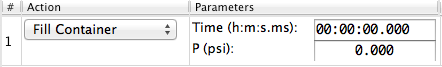 # Action Parameters
1 Fill Container Time (h:m:s.ms): 00:00:00.000
P (psi): 0.000